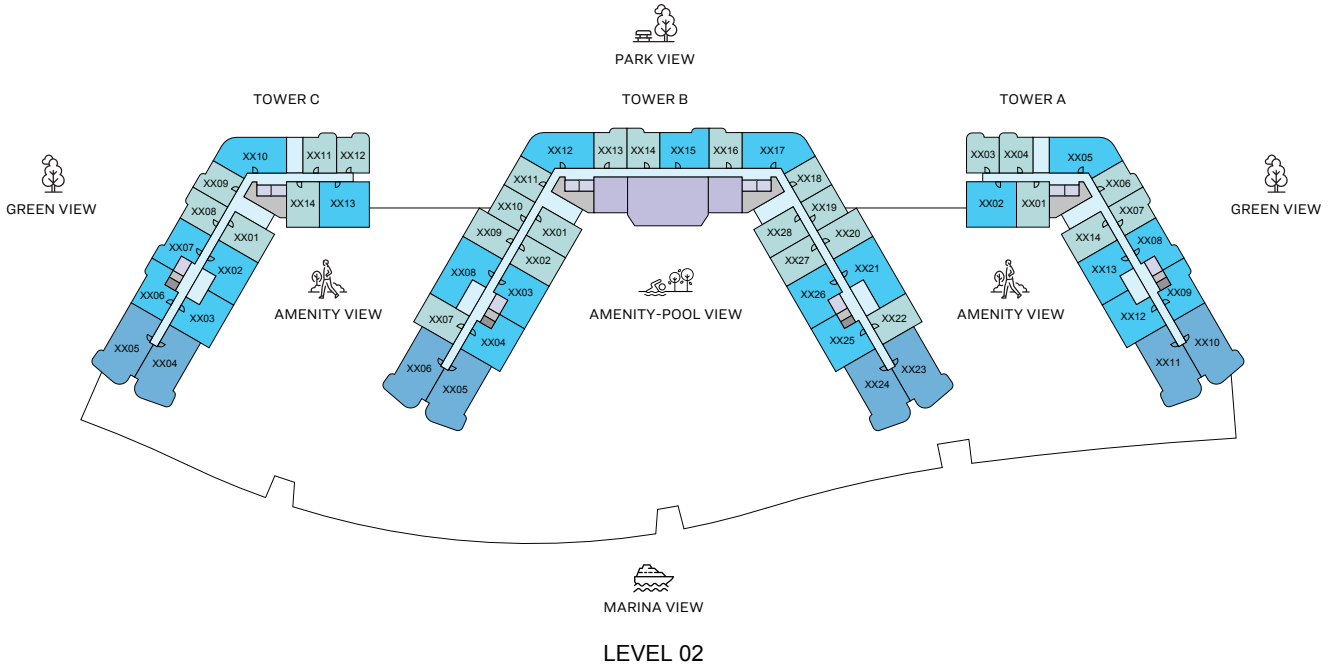 PARK VIEW
TOWER C
TOWER B
TOWER A
GREEN VIEW
GREEN VIEW
XX10
XX11
XX12
XX09
XX08
XX14
XX13
XX01
XX07
XX02
XX06
XX03
XX05
XX04
XX12
XX13
XX14
XX15
XX16
XX17
XX11
XX18
XX10
XX19
XX09
XX01
XX28
XX20
XX02
XX27
XX08
XX21
XX03
XX26
XX07
XX22
XX04
XX25
XX06
XX23
XX05
XX24
XX03
XX04
XX05
XX06
XX02
XX01
XX07
XX14
XX08
XX13
XX09
XX12
XX10
XX11
AMENITY VIEW
AMENITY-POOL VIEW
AMENITY VIEW
MARINA VIEW
LEVEL 02